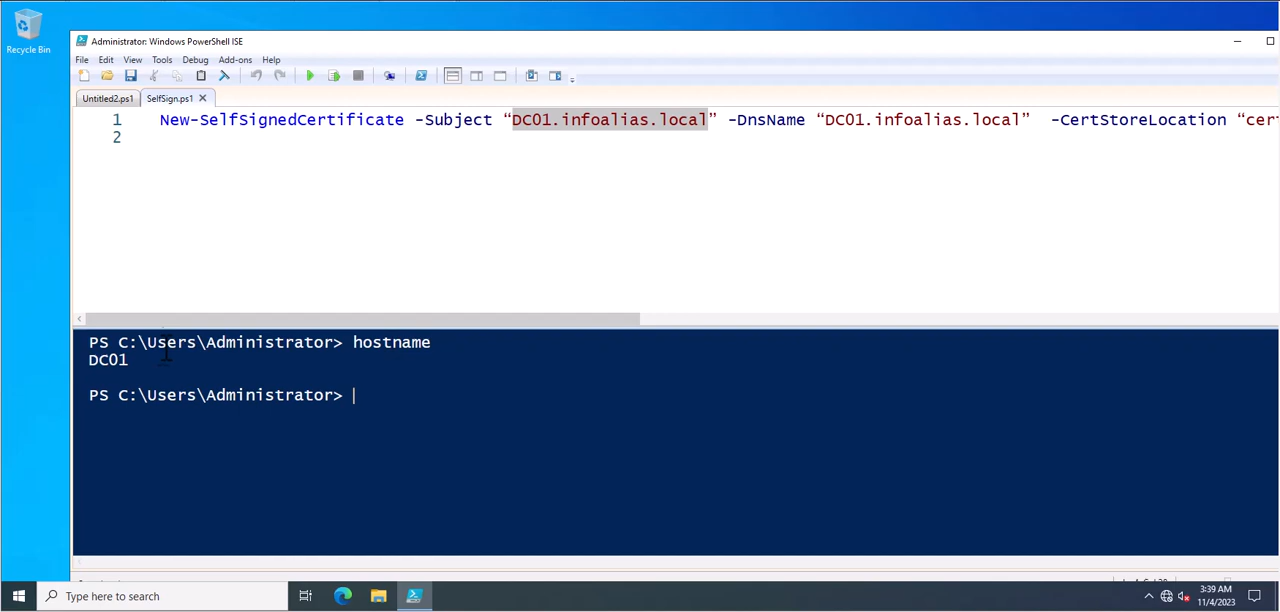 Recycle Bin
Administrator: Windows PowerShell ISE
File Edit View Tools Debug Add-ons Help
Untitled2.ps1 SelfSign.ps1
1 New-SelfSignedCertificate -Subject “DC01.infoalias.local” -DnsName “DC01.infoalias.local” -CertStoreLocation “cer
2
PS C:\Users\Administrator> hostname
DC01
PS C:\Users\Administrator>
Type here to search
3:39 AM
11/4/2023